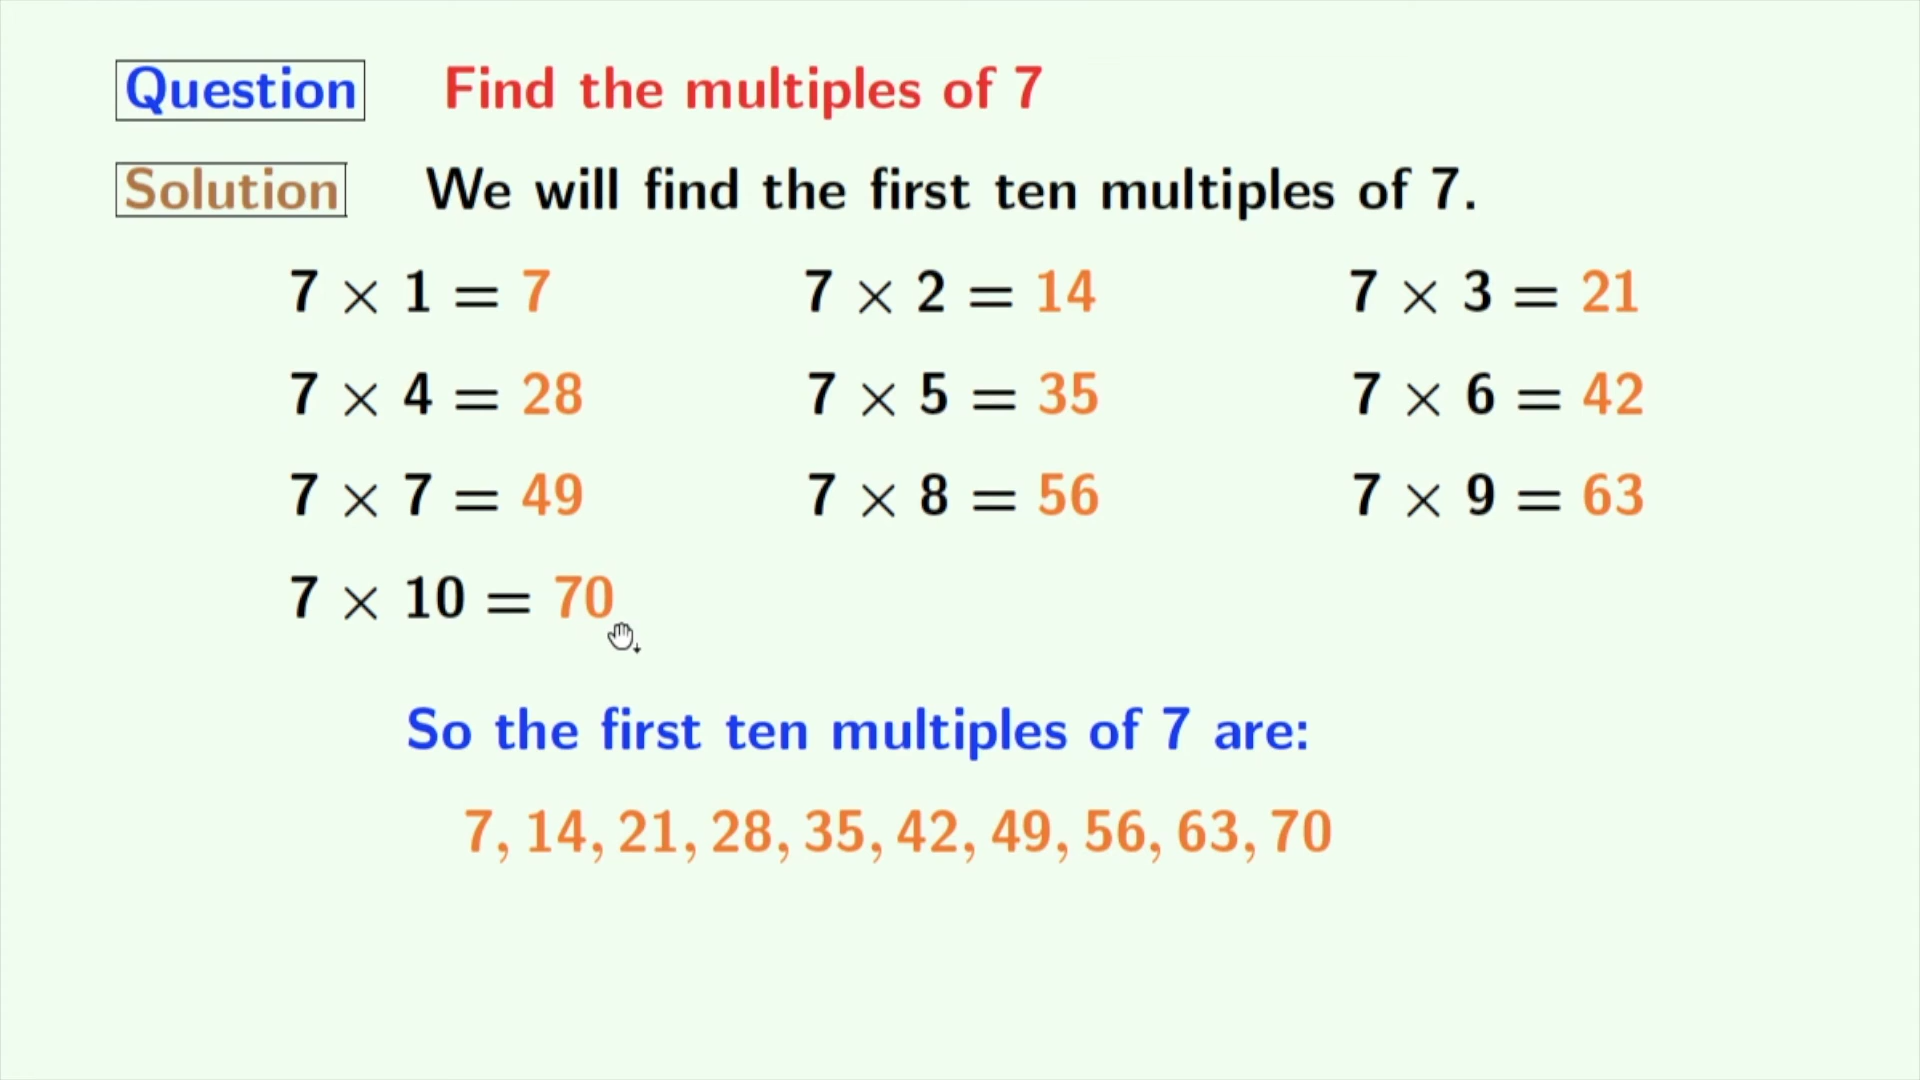 Question Find the multiples of 7
Solution We will find the first ten multiples of 7.
7 × 1 = 7 7 × 2 = 14 7 × 3 = 21
7 × 4 = 28 7 × 5 = 35 7 × 6 = 42
7 × 7 = 49 7 × 8 = 56 7 × 9 = 63
7 × 10 = 70
So the first ten multiples of 7 are:
7, 14, 21, 28, 35, 42, 49, 56, 63, 70